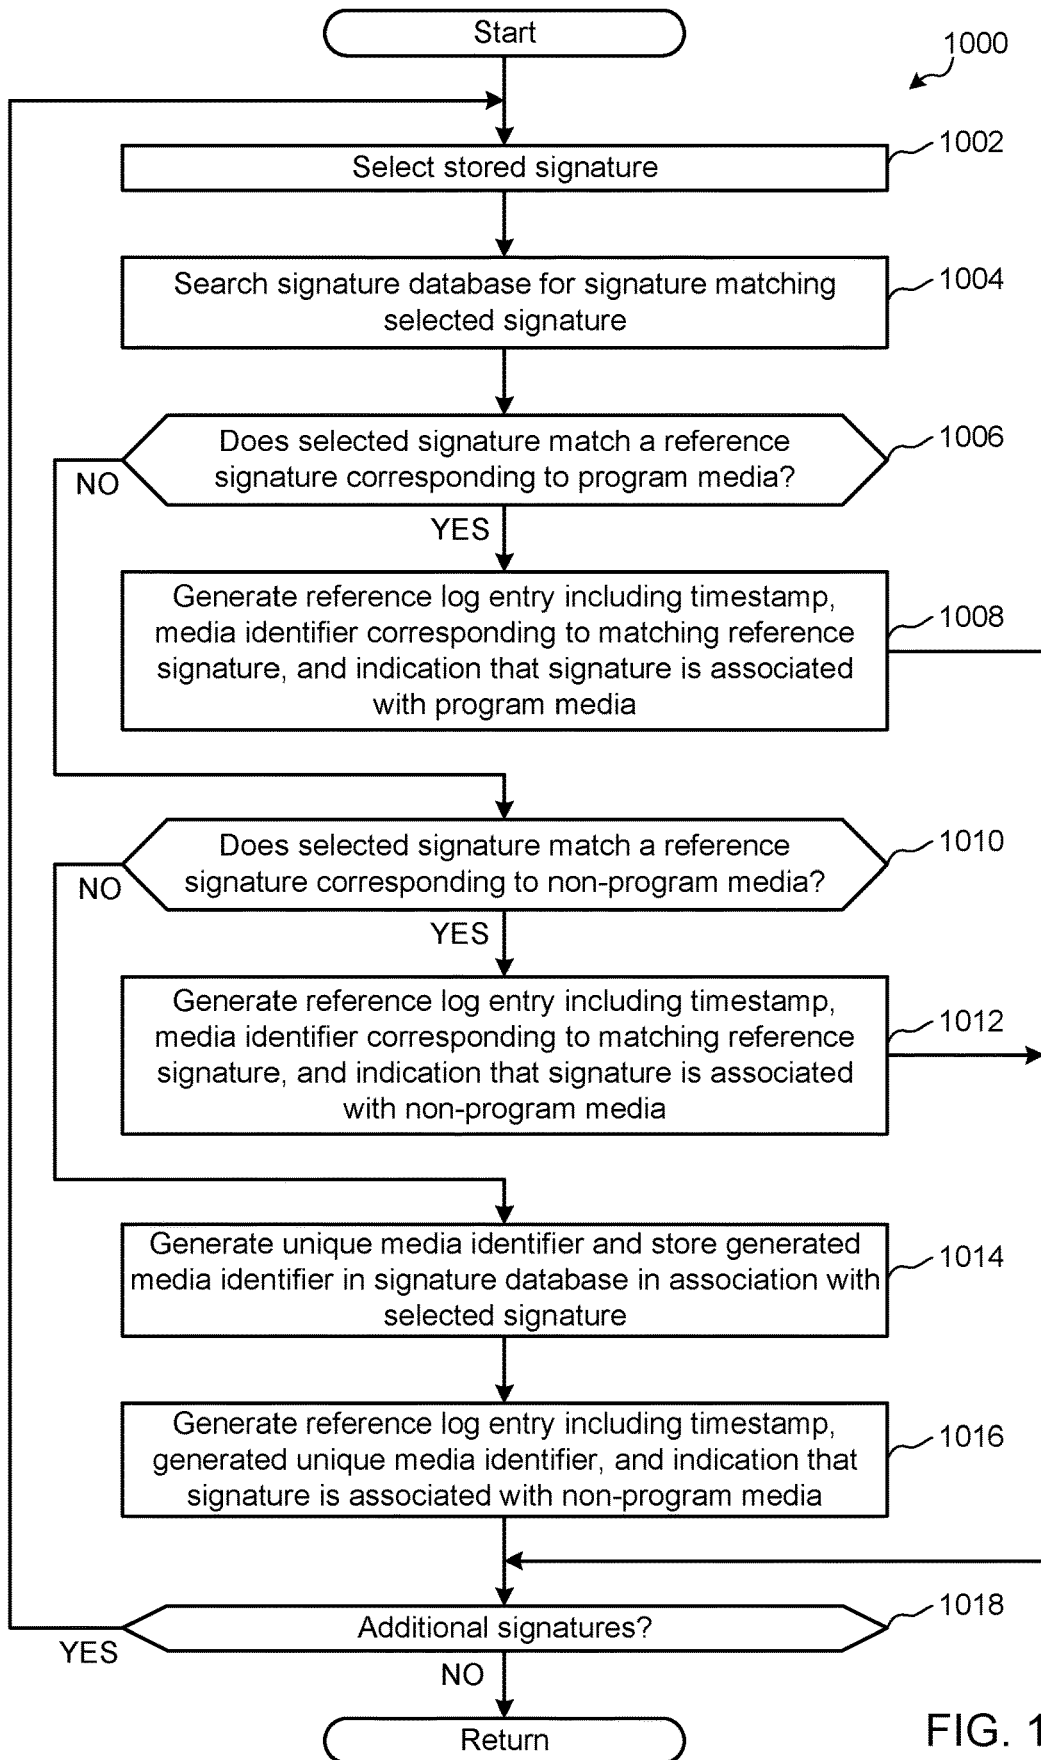 Start
1000
Select stored signature
1002
Search signature database for signature matching
selected signature
1004
Does selected signature match a reference
signature corresponding to program media?
1006
NO
YES
Generate reference log entry including timestamp,
media identifier corresponding to matching reference
signature, and indication that signature is associated
with program media
1008
Does selected signature match a reference
signature corresponding to non-program media?
1010
NO
YES
Generate reference log entry including timestamp,
media identifier corresponding to matching reference
signature, and indication that signature is associated
with non-program media
1012
Generate unique media identifier and store generated
media identifier in signature database in association with
selected signature
1014
Generate reference log entry including timestamp,
generated unique media identifier, and indication that
signature is associated with non-program media
1016
Additional signatures?
1018
YES
NO
Return
FIG. 1